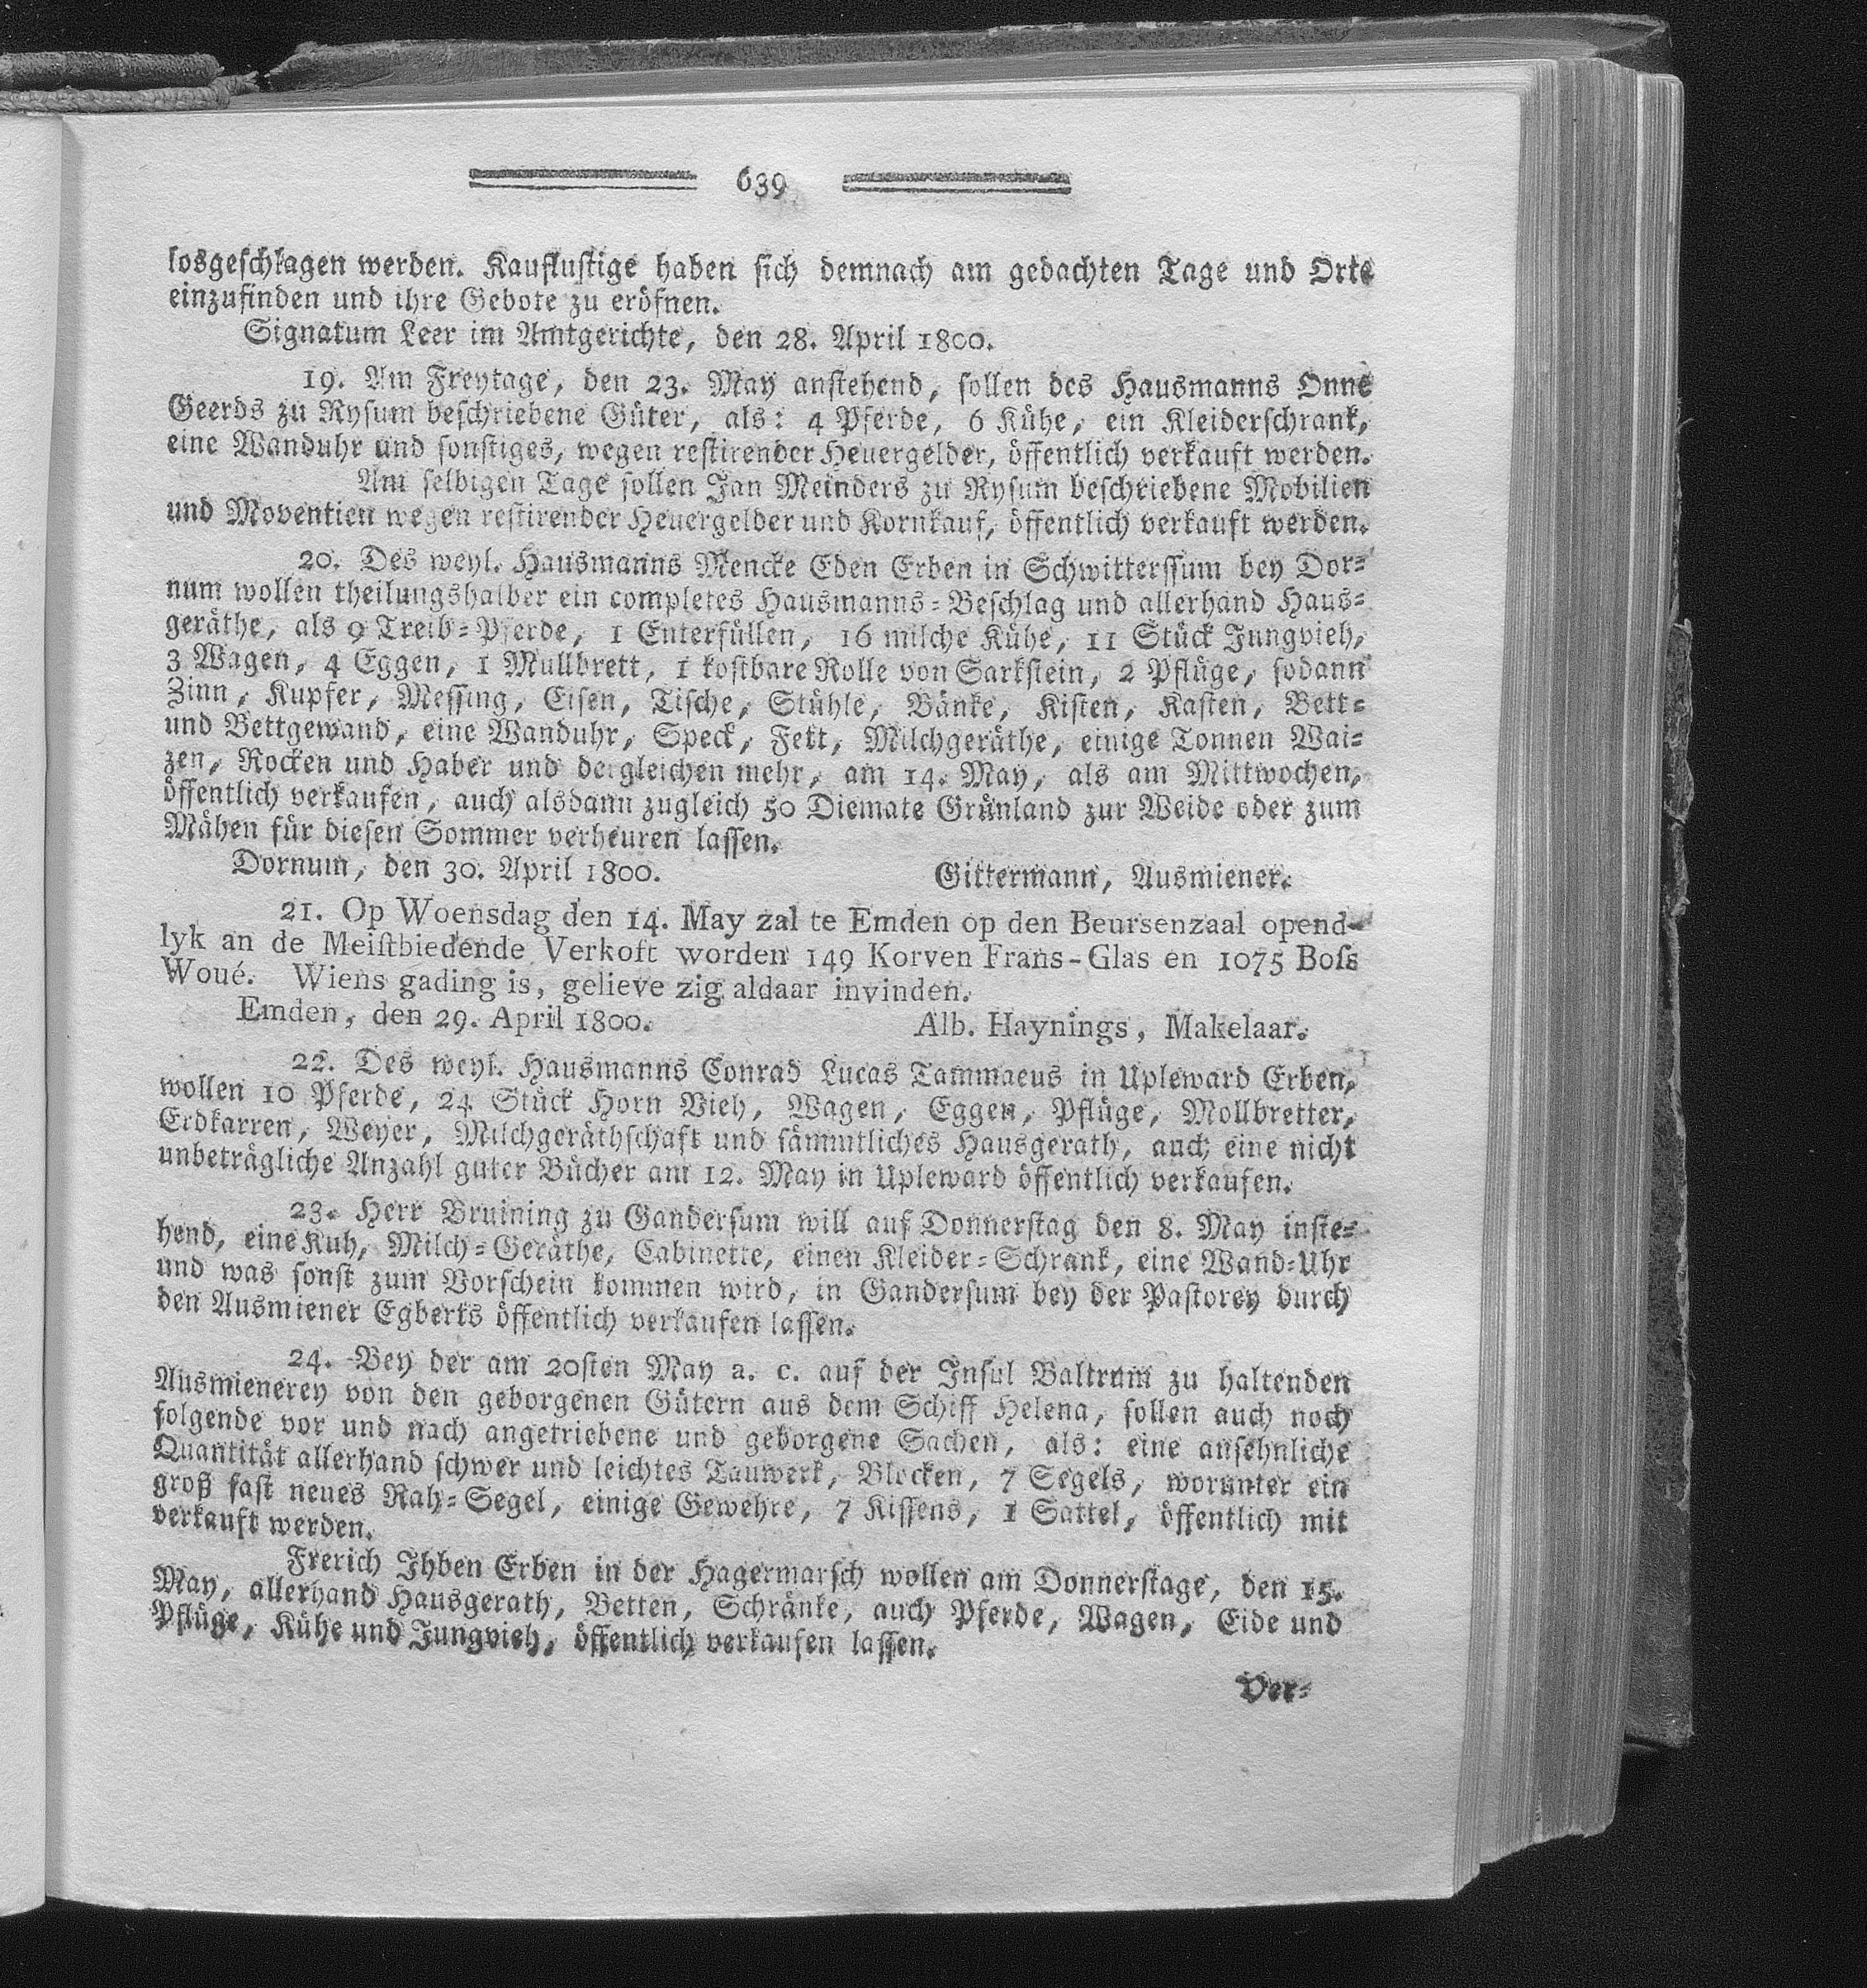 639
losgeschlagen werden. Kauflustige haben sich demnach am gedachten Tage und Orte
einzufinden und ihre Gebote zu eröfnen.
Signatum Leer im Amtgerichte, den 28. April 1800.
19. Am Freytage, den 23. May anstehend, sollen des Hausmanns Onne
Geerds zu Rysum beschriebene Güter, als: 4 Pferde, 6 Kühe, ein Kleiderschrank,
eine Wanduhr und sonstiges, wegen restirender Heuergelder, öffentlich verkauft werden.
Am selbigen Tage sollen Jan Meinders zu Rysum beschriebene Mobilien
und Moventien wegen restirender Heuergelder und Kornkauf, öffentlich verkauft werden.
20. Des weyl. Hausmanns Mencke Eden Erben in Schwitterssum bey Dor-
num wollen theilungshalber ein completes Hausmanns-Beschlag und allerhand Haus-
geräthe, als 9 Treib-Pferde, 1 Enterfüllen, 16 milche Kühe, 11 Stück Jungvieh,
3 Wagen, 4 Eggen, 1 Mullbrett, 1 kostbare Rolle von Sarkstein, 2 Pflüge, sodann
Zinn, Kupfer, Messing, Eisen, Tische, Stühle, Bänke, Kisten, Kasten, Bett-
und Bettgewand, eine Wanduhr, Speck, Fett, Milchgeräthe, einige Tonnen Wai-
zen, Rocken und Haber und dergleichen mehr, am 14. May, als am Mittwochen,
öffentlich verkaufen, auch alsdann zugleich 50 Diemate Grünland zur Weide oder zum
Mähen für diesen Sommer verheuren lassen.
Dornum, den 30. April 1800. Gittermann, Ausmiener.
21. Op Woensdag den 14. May zal te Emden op den Beursenzaal opend-
lyk an de Meistbiedende Verkoft worden 149 Korven Frans-Glas en 1075 Boss
Woué. Wiens gading is, gelieve zig aldaar invinden.
Emden, den 29. April 1800. Alb. Haynings, Makelaar.
22. Des weyl. Hausmanns Conrad Lucas Tammaeus in Upleward Erben,
wollen 10 Pferde, 24 Stück Horn Vieh, Wagen, Eggen, Pflüge, Mollbretter,
Erdkarren, Weyer, Milchgeräthschaft und sämmtliches Hausgerath, auch eine nicht
unbeträgliche Anzahl guter Bücher am 12. May in Upleward öffentlich verkaufen.
23. Herr Bruining zu Gandersum will auf Donnerstag den 8. May inste-
hend, eine Kuh, Milch-Geräthe, Cabinette, einen Kleider-Schrank, eine Wand-Uhr
und was sonst zum Vorschein kommen wird, in Gandersum bey der Pastorey durch
den Ausmiener Egberts öffentlich verkaufen lassen.
24. Bey der am 20sten May a. c. auf der Insul Baltrum zu haltenden
Ausmienerey von den geborgenen Gütern aus dem Schiff Helena, sollen auch noch
folgende vor und nach angetriebene und geborgene Sachen, als: eine ansehnliche
Quantität allerhand schwer und leichtes Tauwerk, Blocken, 7 Segels, worunter ein
groß fast neues Rah-Segel, einige Gewehre, 7 Kissens, 1 Sattel, öffentlich mit
verkauft werden.
Frerich Ihben Erben in der Hagermarsch wollen am Donnerstage, den 15.
May, allerhand Hausgerath, Betten, Schränke, auch Pferde, Wagen, Eide und
Pflüge, Kühe und Jungvieh, öffentlich verkaufen lassen.
Ver-